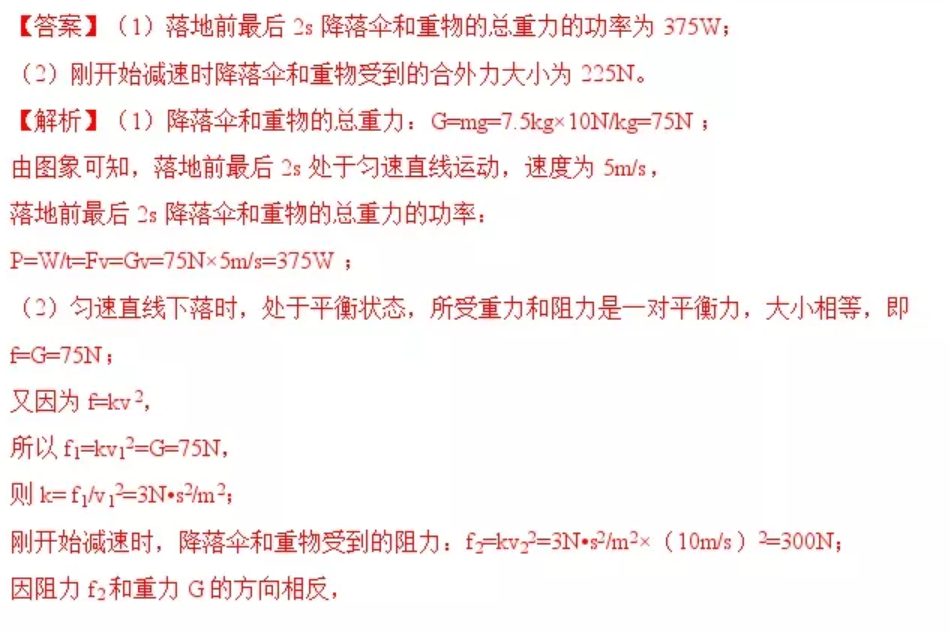 【答案】（1）落地前最后 2s 降落伞和重物的总重力的功率为 375W；
（2）刚开始减速时降落伞和重物受到的合外力大小为 225N。
【解析】（1）降落伞和重物的总重力：G=mg=7.5kg×10N/kg=75N；
由图象可知，落地前最后 2s 处于匀速直线运动，速度为 5m/s，
落地前最后 2s 降落伞和重物的总重力的功率：
P=W/t=Fv=Gv=75N×5m/s=375W；
（2）匀速直线下落时，处于平衡状态，所受重力和阻力是一对平衡力，大小相等，即
f=G=75N；
又因为 f=kv²，
所以 f₁=kv₁²=G=75N，
则 k= f₁/v₁²=3N•s²/m²；
刚开始减速时，降落伞和重物受到的阻力：f₂=kv₂²=3N•s²/m²×（10m/s）²=300N；
因阻力 f₂和重力 G 的方向相反，